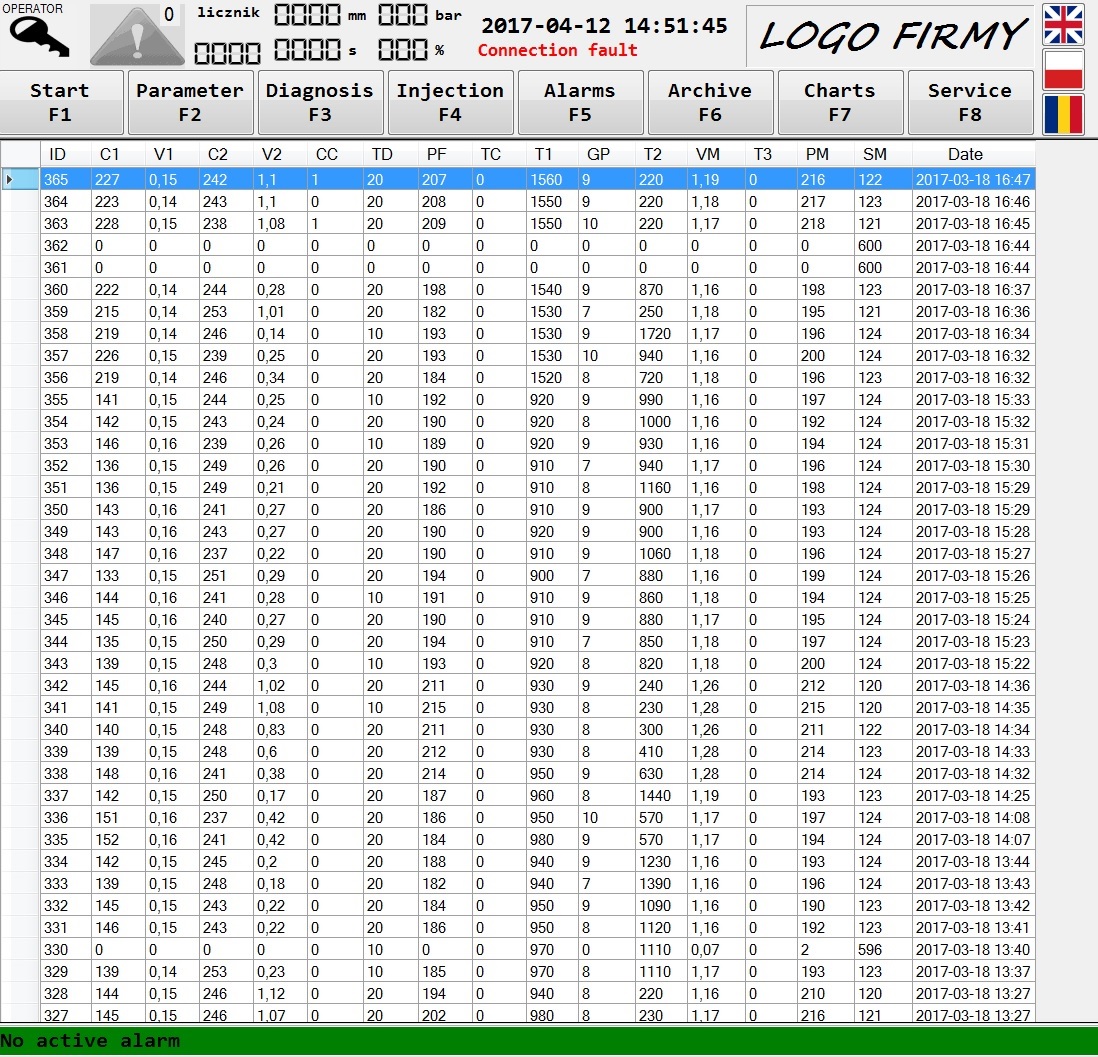 OPERATOR
0
licznik 0000 mm 000 bar
0000 0000 s 000 %
2017-04-12 14:51:45
Connection fault
LOGO FIRMY
Start Parameter Diagnosis Injection Alarms Archive Charts Service
F1 F2 F3 F4 F5 F6 F7 F8
ID C1 V1 C2 V2 CC TD PF TC T1 GP T2 VM T3 PM SM Date
365 227 0,15 242 1,1 1 20 207 0 1560 9 220 1,19 0 216 122 2017-03-18 16:47
364 223 0,14 243 1,1 0 20 208 0 1550 9 220 1,18 0 217 123 2017-03-18 16:46
363 228 0,15 238 1,08 1 20 209 0 1550 10 220 1,17 0 218 121 2017-03-18 16:45
362 0 0 0 0 0 0 0 0 0 0 0 0 0 0 600 2017-03-18 16:44
361 0 0 0 0 0 0 0 0 0 0 0 0 0 0 600 2017-03-18 16:44
360 222 0,14 244 0,28 0 20 198 0 1540 9 870 1,16 0 198 123 2017-03-18 16:37
359 215 0,14 253 1,01 0 20 182 0 1530 7 250 1,18 0 195 121 2017-03-18 16:36
358 219 0,14 246 0,14 0 10 193 0 1530 9 1720 1,17 0 196 124 2017-03-18 16:34
357 226 0,15 239 0,25 0 20 193 0 1530 10 940 1,16 0 200 124 2017-03-18 16:32
356 219 0,14 246 0,34 0 20 184 0 1520 8 720 1,18 0 196 123 2017-03-18 16:32
355 141 0,15 244 0,25 0 10 192 0 920 9 990 1,16 0 197 124 2017-03-18 15:33
354 142 0,15 243 0,24 0 20 190 0 920 8 1000 1,16 0 192 124 2017-03-18 15:32
353 146 0,16 239 0,26 0 10 189 0 920 9 930 1,16 0 194 124 2017-03-18 15:31
352 136 0,15 249 0,26 0 20 190 0 910 7 940 1,17 0 196 124 2017-03-18 15:30
351 136 0,15 249 0,21 0 20 192 0 910 8 1160 1,16 0 198 124 2017-03-18 15:29
350 143 0,16 241 0,27 0 20 186 0 910 9 900 1,17 0 193 124 2017-03-18 15:29
349 143 0,16 243 0,27 0 20 190 0 920 9 900 1,16 0 193 124 2017-03-18 15:28
348 147 0,16 237 0,22 0 20 190 0 910 9 1060 1,18 0 196 124 2017-03-18 15:27
347 133 0,15 251 0,29 0 20 194 0 900 7 880 1,16 0 199 124 2017-03-18 15:26
346 144 0,16 241 0,28 0 10 191 0 910 9 860 1,18 0 194 124 2017-03-18 15:25
345 145 0,16 240 0,27 0 20 190 0 910 9 880 1,17 0 195 124 2017-03-18 15:24
344 135 0,15 250 0,29 0 20 194 0 910 7 850 1,18 0 197 124 2017-03-18 15:23
343 139 0,15 248 0,3 0 10 193 0 920 8 820 1,18 0 200 124 2017-03-18 15:22
342 145 0,16 244 1,02 0 20 211 0 930 9 240 1,26 0 212 120 2017-03-18 14:36
341 141 0,15 249 1,08 0 10 215 0 930 8 230 1,28 0 215 120 2017-03-18 14:35
340 140 0,15 248 0,83 0 20 211 0 930 8 300 1,26 0 211 122 2017-03-18 14:34
339 139 0,15 248 0,6 0 20 212 0 930 8 410 1,28 0 214 123 2017-03-18 14:33
338 148 0,16 241 0,38 0 20 214 0 950 9 630 1,28 0 214 124 2017-03-18 14:32
337 142 0,15 250 0,17 0 20 187 0 960 8 1440 1,19 0 193 123 2017-03-18 14:25
336 151 0,16 237 0,42 0 20 186 0 950 10 570 1,17 0 197 124 2017-03-18 14:08
335 152 0,16 241 0,42 0 20 184 0 980 9 570 1,17 0 194 124 2017-03-18 14:07
334 142 0,15 245 0,2 0 20 188 0 940 9 1230 1,16 0 193 124 2017-03-18 13:44
333 139 0,15 248 0,18 0 20 182 0 940 7 1390 1,16 0 196 124 2017-03-18 13:43
332 145 0,15 243 0,22 0 20 184 0 950 9 1090 1,16 0 190 123 2017-03-18 13:42
331 146 0,15 243 0,22 0 20 186 0 950 8 1120 1,16 0 192 123 2017-03-18 13:41
330 0 0 0 0 0 10 0 0 970 0 1110 0,07 0 2 596 2017-03-18 13:40
329 139 0,14 253 0,23 0 10 185 0 970 8 1110 1,17 0 193 123 2017-03-18 13:37
328 144 0,15 246 1,12 0 20 194 0 940 8 220 1,16 0 210 120 2017-03-18 13:27
327 145 0,15 246 1,07 0 20 202 0 980 8 230 1,17 0 216 121 2017-03-18 13:27
No active alarm